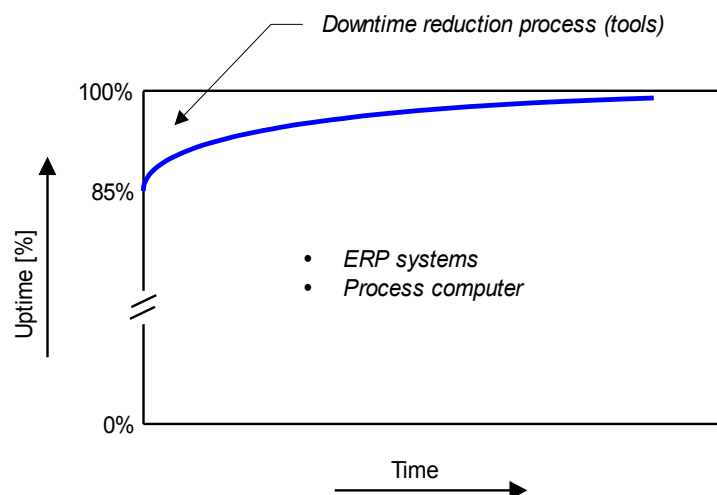 Downtime reduction process (tools)
100%
85%
Uptime [%]
• ERP systems
• Process computer
0%
Time